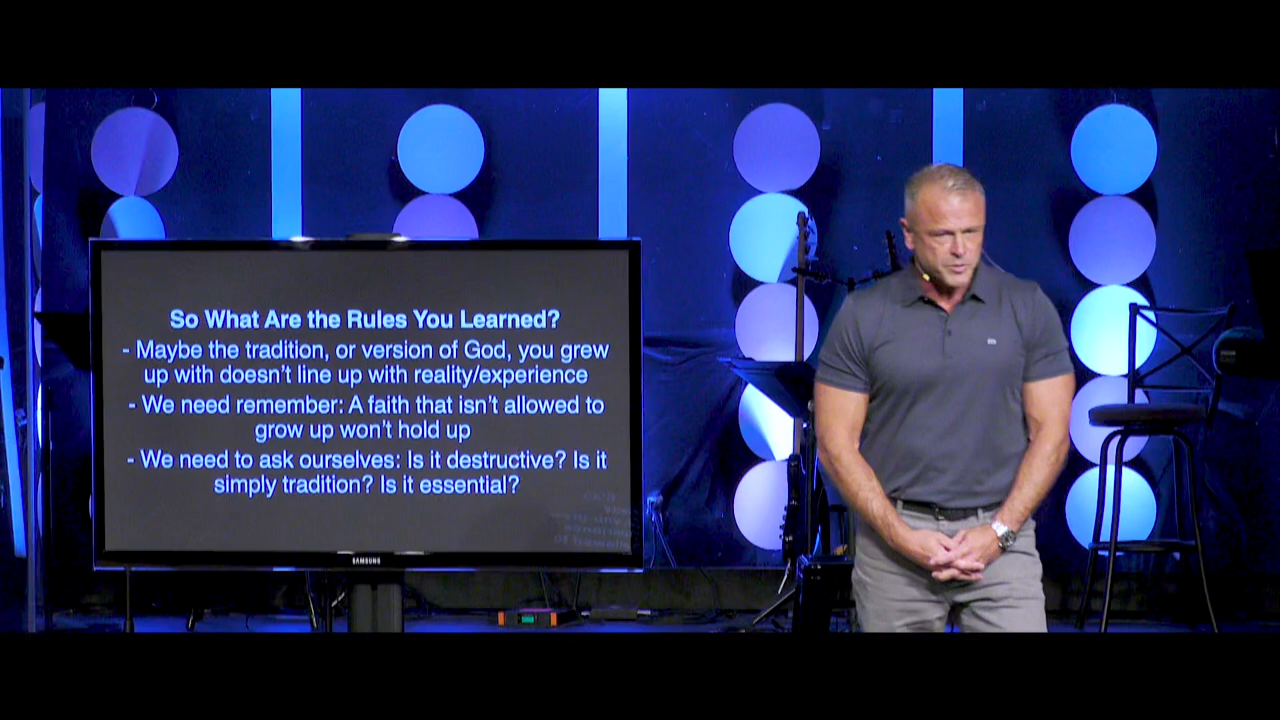 So What Are the Rules You Learned?
- Maybe the tradition, or version of God, you grew
up with doesn't line up with reality/experience
- We need remember: A faith that isn't allowed to
grow up won't hold up
- We need to ask ourselves: Is it destructive? Is it
simply tradition? Is it essential?
SAMSUNG